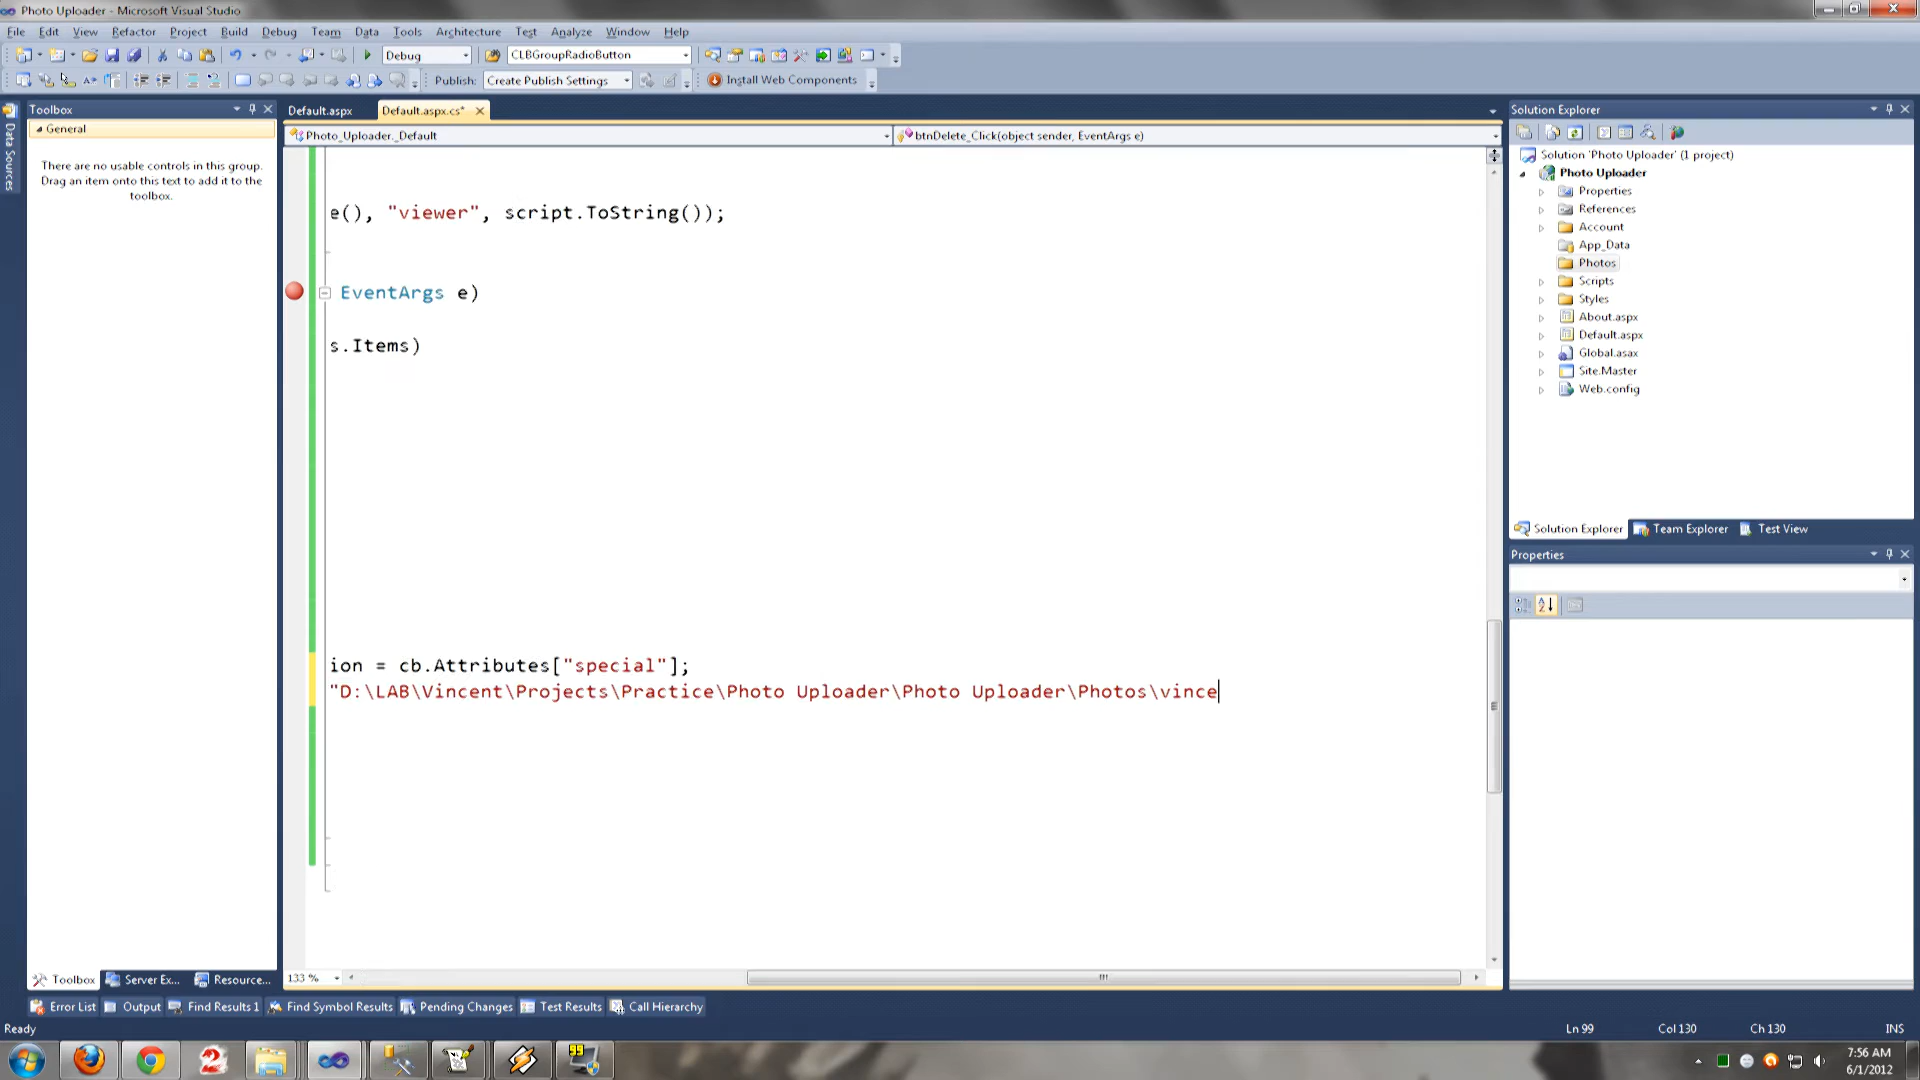 Photo Uploader - Microsoft Visual Studio
File Edit View Refactor Project Build Debug Team Data Tools Architecture Test Analyze Window Help
Debug CLBGroupRadioButton
Publish: Create Publish Settings Install Web Components
Data Sources
Toolbox
General
There are no usable controls in this group.
Drag an item onto this text to add it to the
toolbox.
Default.aspx Default.aspx.cs*
Photo_Uploader._Default btnDelete_Click(object sender, EventArgs e)
e(), "viewer", script.ToString());
EventArgs e)
s.Items)
ion = cb.Attributes["special"];
"D:\LAB\Vincent\Projects\Practice\Photo Uploader\Photo Uploader\Photos\vince
133 %
Solution Explorer
Solution 'Photo Uploader' (1 project)
Photo Uploader
Properties
References
Account
App_Data
Photos
Scripts
Styles
About.aspx
Default.aspx
Global.asax
Site.Master
Web.config
Solution Explorer Team Explorer Test View
Properties
Toolbox Server Ex... Resource...
Error List Output Find Results 1 Find Symbol Results Pending Changes Test Results Call Hierarchy
Ready Ln 99 Col 130 Ch 130 INS
7:56 AM
6/1/2012